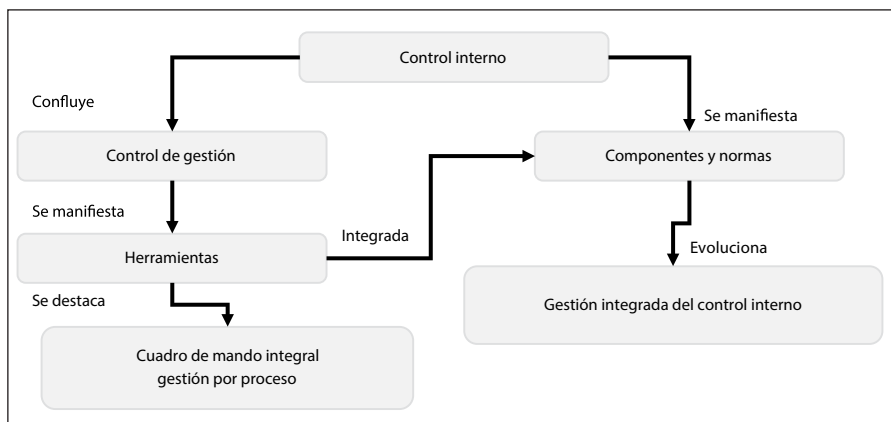 Control interno
Confluye
Se manifiesta
Control de gestión
Componentes y normas
Se manifiesta
Integrada
Evoluciona
Herramientas
Se destaca
Gestión integrada del control interno
Cuadro de mando integral
gestión por proceso